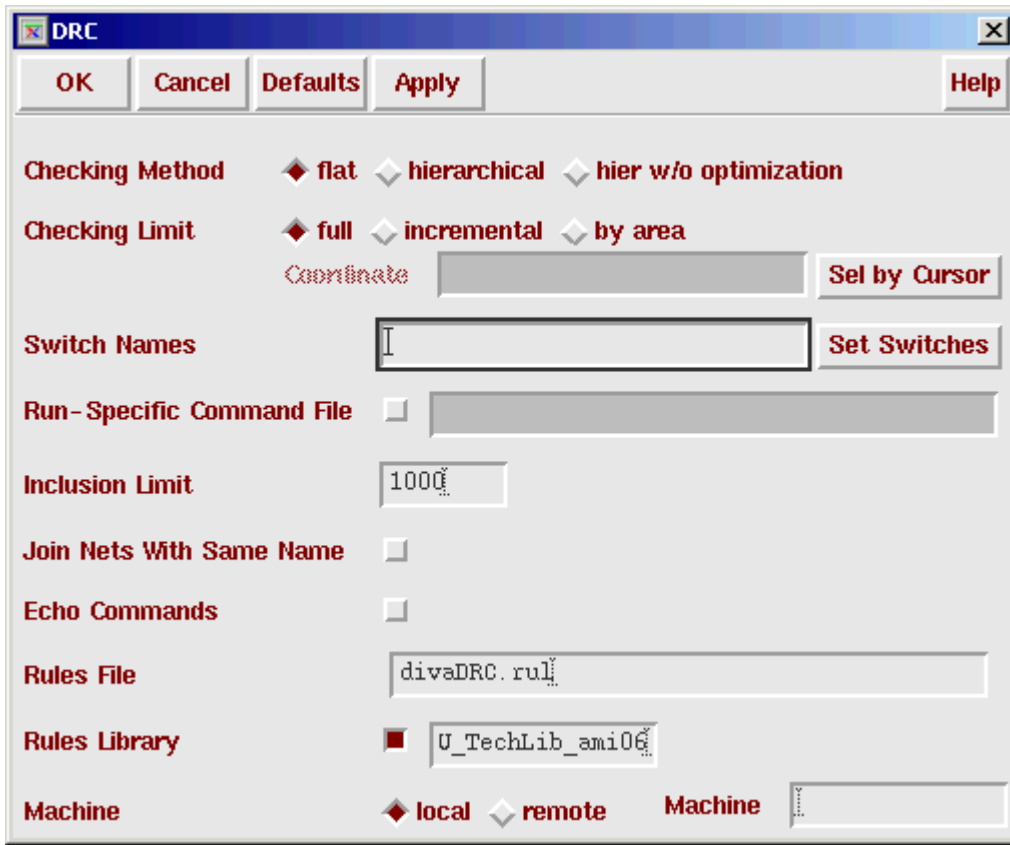 DRC
OK Cancel Defaults Apply Help
Checking Method flat hierarchical hier w/o optimization
Checking Limit full incremental by area
Coordinate Sel by Cursor
Switch Names Set Switches
Run-Specific Command File
Inclusion Limit 1000
Join Nets With Same Name
Echo Commands
Rules File divaDRC.rul
Rules Library U_TechLib_ami06
Machine local remote Machine